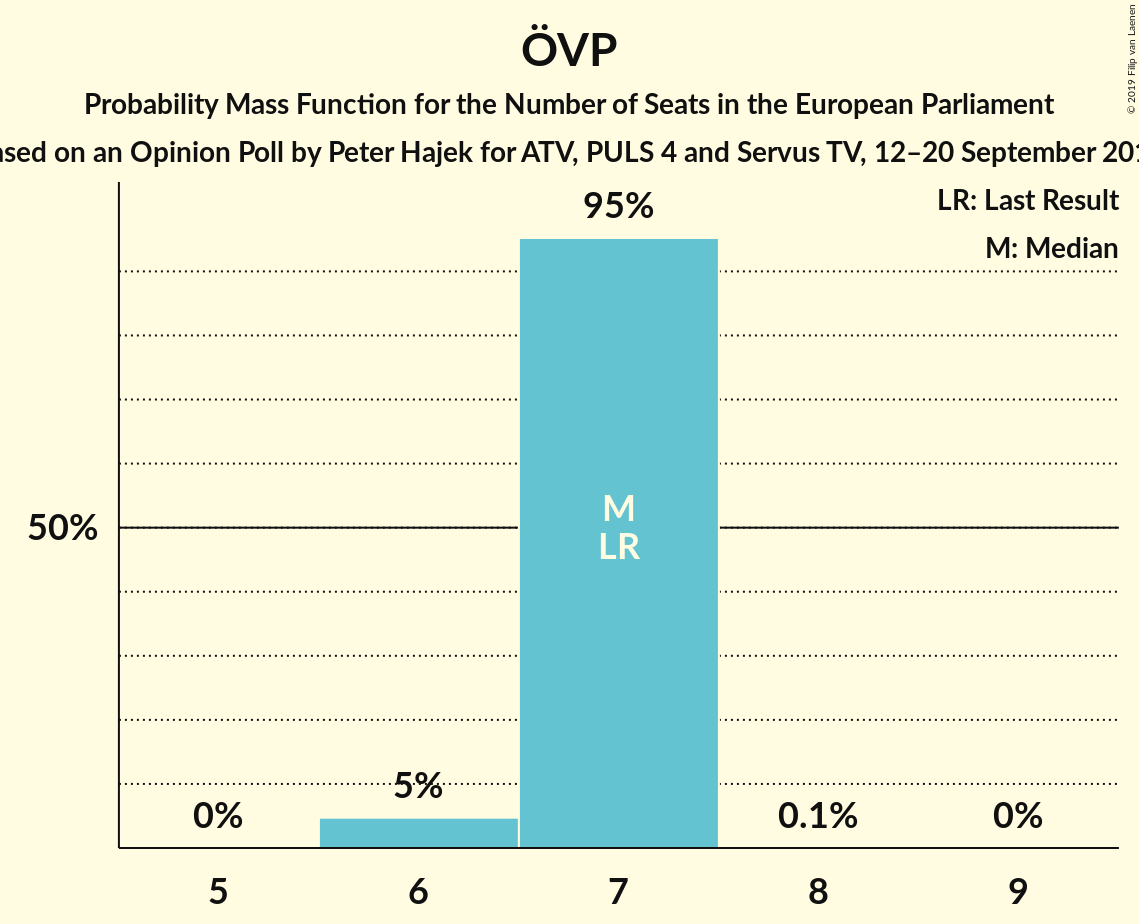 ÖVP
Probability Mass Function for the Number of Seats in the European Parliament
on an Opinion Poll by Peter Hajek for ATV, PULS 4 and Servus TV, 12–20 September
© 2019 Filip van Laenen
LR: Last Result
M: Median
95%
50%
M
LR
5%
0%
0.1%
0%
5 6 7 8 9